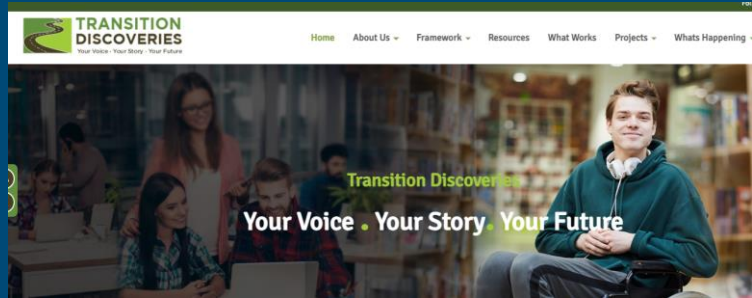 TRANSITION
DISCOVERIES
Your Voice - Your Story - Your Future
Home About Us Framework Resources What Works Projects Whats Happening
Transition Discoveries
Your Voice . Your Story. Your Future